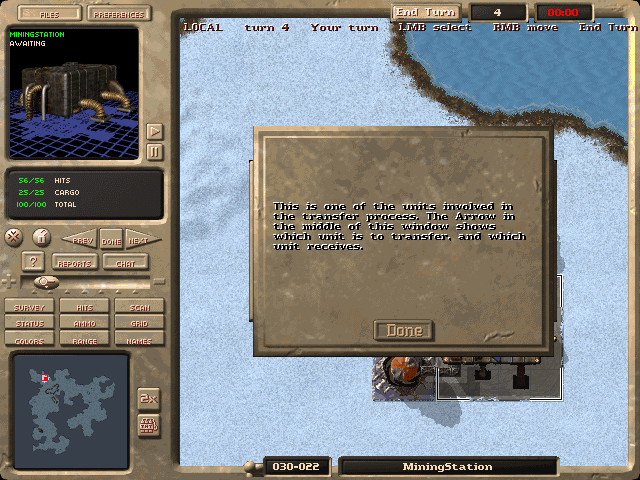 FILES PREFERENCES
End Turn 4 00:00
LOCAL turn 4 Your turn LMB select RMB move End Turn
MININGSTATION
AWAITING
56/56 HITS
25/25 CARGO
100/100 TOTAL
This is one of the units involved in
the transfer process. The Arrow in
the middle of this window shows
which unit is to transfer, and which
unit receives.
Done
PREV DONE NEXT
? REPORTS CHAT
SURVEY HITS SCAN
STATUS AMMO GRID
COLORS RANGE NAMES
2x
030-022 MiningStation